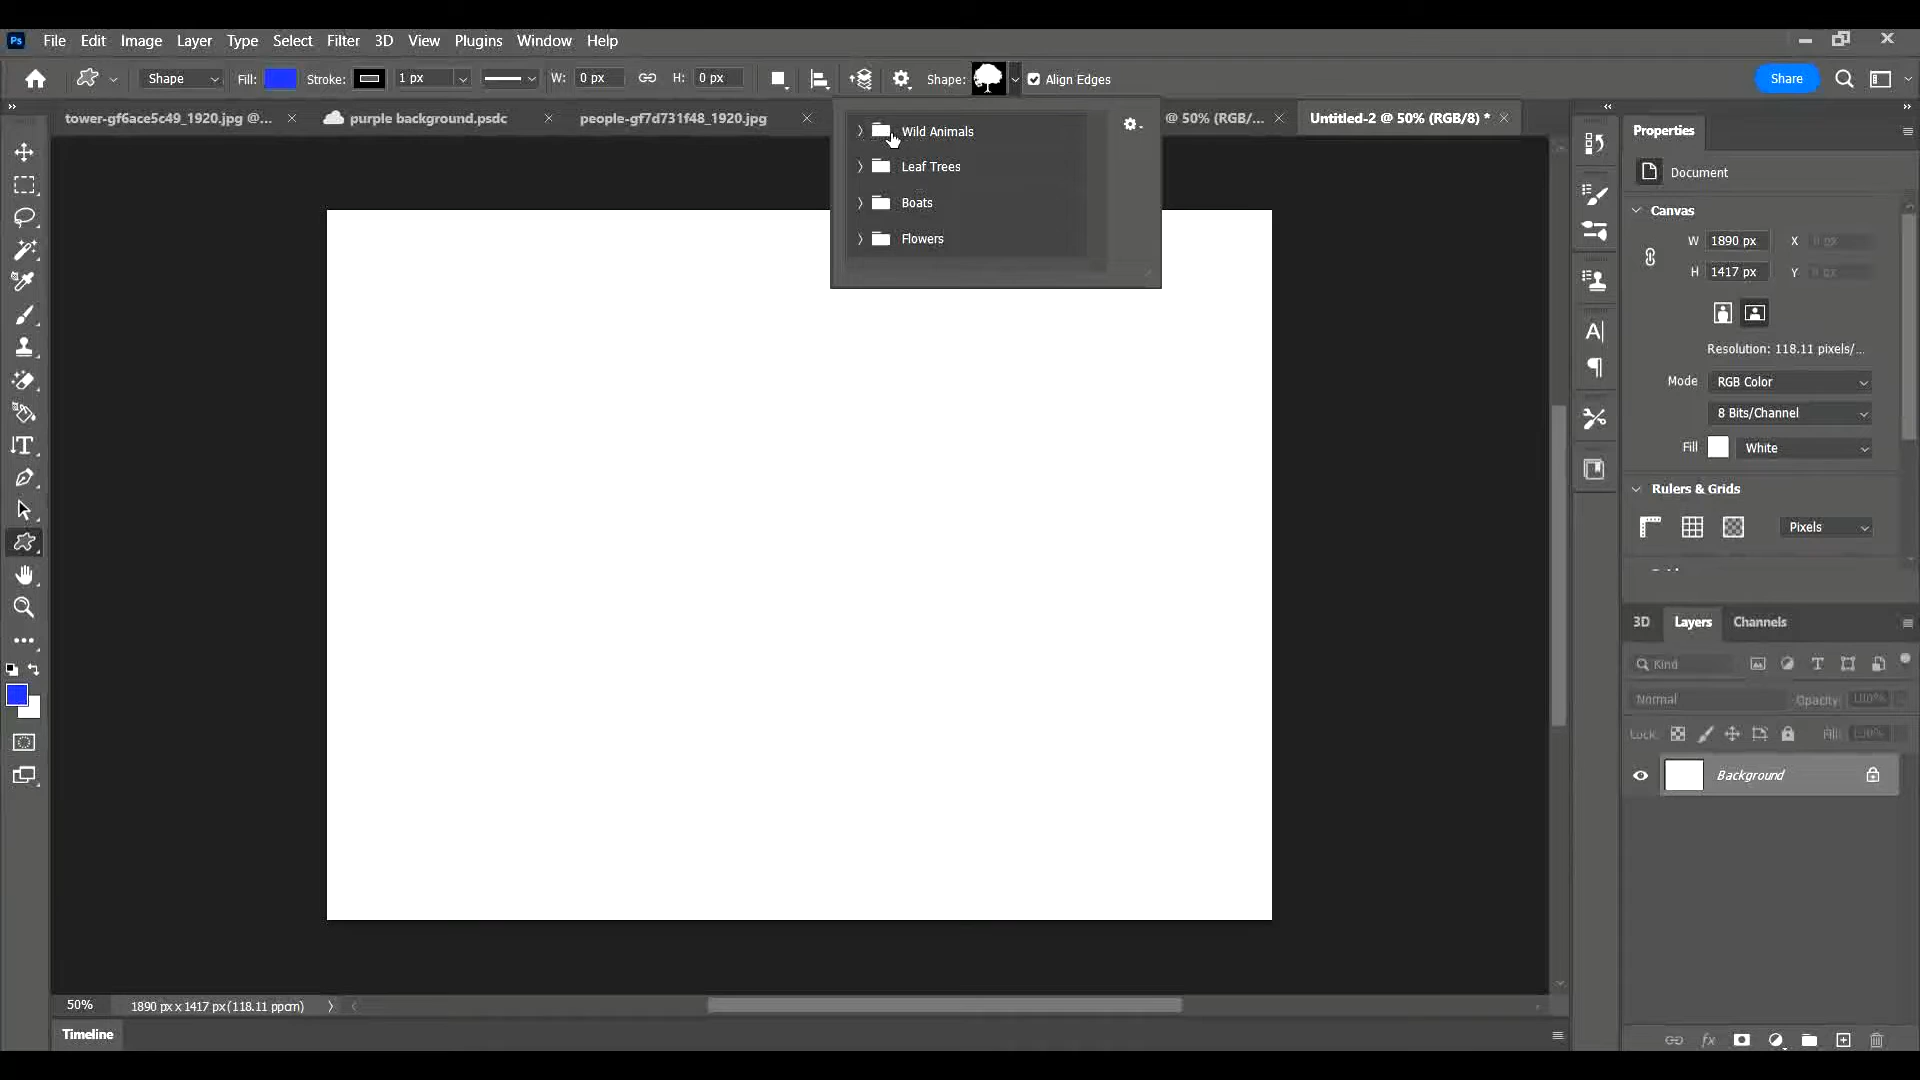 Ps File Edit Image Layer Type Select Filter 3D View Plugins Window Help
Shape Fill: Stroke: 1 px W: 0 px H: 0 px Shape: Align Edges Share
tower-gf6ace5c49_1920.jpg @... purple background.psdc people-gf7d731f48_1920.jpg @ 50% (RGB/... Untitled-2 @ 50% (RGB/8) *
Wild Animals
Leaf Trees
Boats
Flowers
Properties
Document
Canvas
W 1890 px X 0 px
H 1417 px Y 0 px
Resolution: 118.11 pixels/...
Mode RGB Color
8 Bits/Channel
Fill White
Rulers & Grids
Pixels
3D Layers Channels
Kind
Normal Opacity: 100%
Lock: Fill: 100%
Background
50% 1890 px x 1417 px (118.11 ppcm)
Timeline